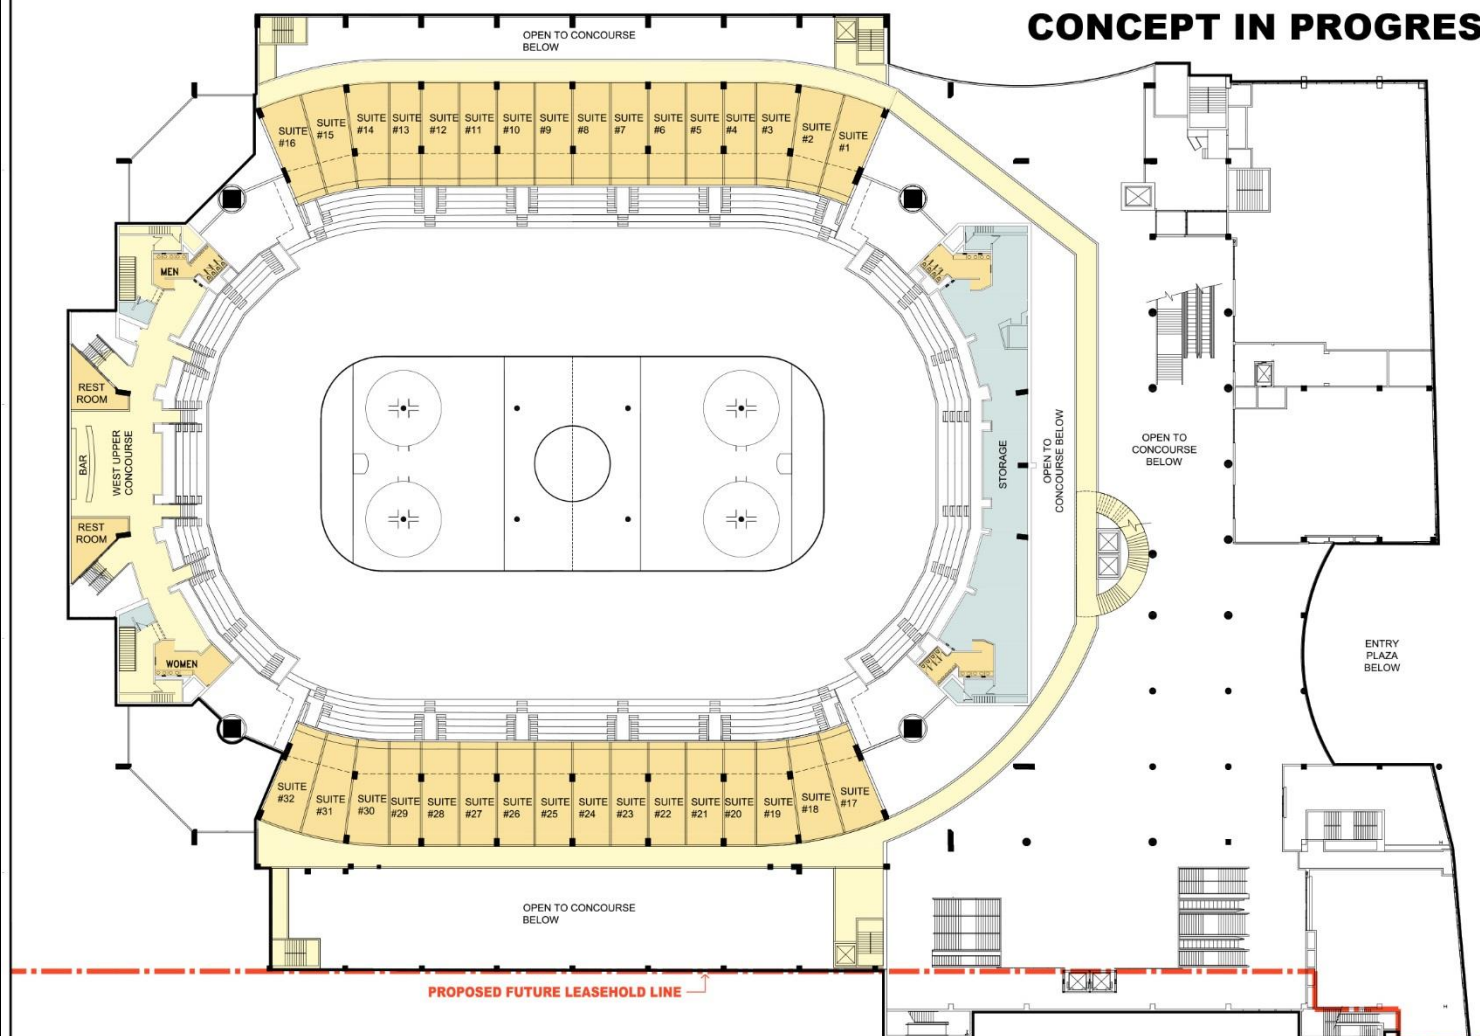 CONCEPT IN PROGRES
OPEN TO CONCOURSE
BELOW
SUITE
#16
SUITE
#15
SUITE
#14
SUITE
#13
SUITE
#12
SUITE
#11
SUITE
#10
SUITE
#9
SUITE
#8
SUITE
#7
SUITE
#6
SUITE
#5
SUITE
#4
SUITE
#3
SUITE
#2
SUITE
#1
MEN
REST
ROOM
BAR
WEST UPPER
CONCOURSE
REST
ROOM
WOMEN
STORAGE
OPEN TO
CONCOURSE BELOW
OPEN TO
CONCOURSE
BELOW
ENTRY
PLAZA
BELOW
SUITE
#32
SUITE
#31
SUITE
#30
SUITE
#29
SUITE
#28
SUITE
#27
SUITE
#26
SUITE
#25
SUITE
#24
SUITE
#23
SUITE
#22
SUITE
#21
SUITE
#20
SUITE
#19
SUITE
#18
SUITE
#17
OPEN TO CONCOURSE
BELOW
PROPOSED FUTURE LEASEHOLD LINE